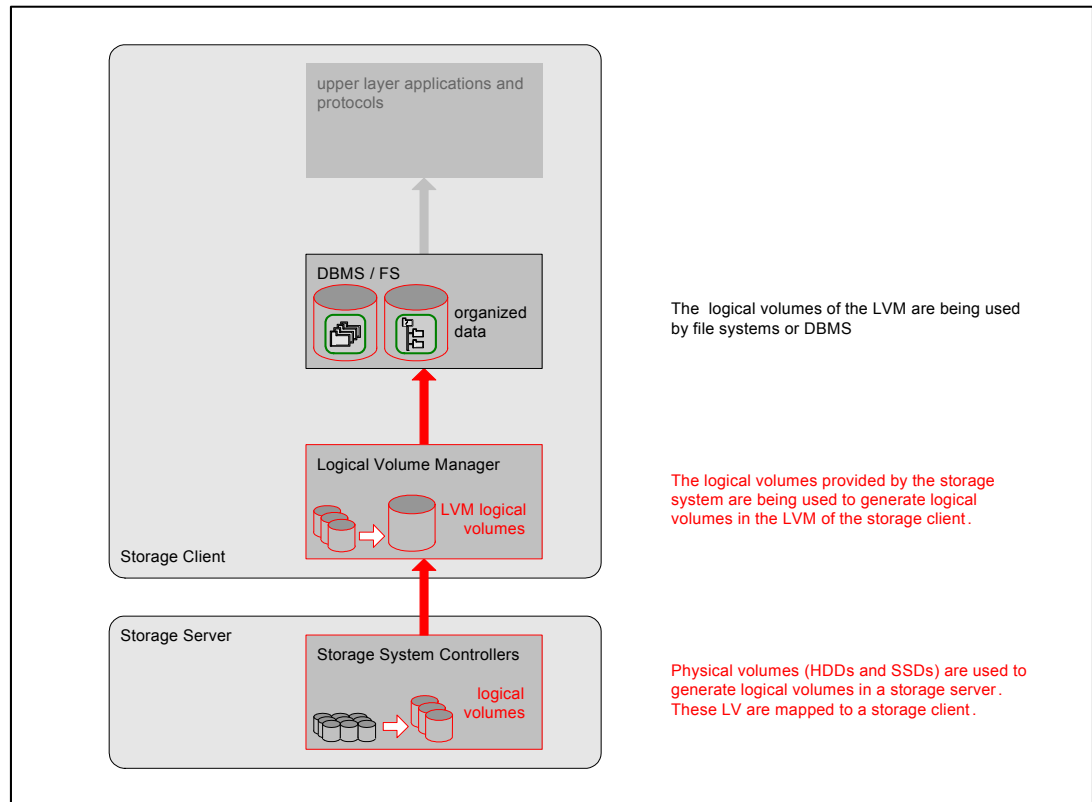 upper layer applications and
protocols
DBMS / FS
organized
data
The  logical volumes of the LVM are being used
by file systems or DBMS
Logical Volume Manager
LVM logical
volumes
The logical volumes provided by the storage
system are being used to generate logical
volumes in the LVM of the storage client.
Storage Client
Storage Server
Storage System Controllers
logical
volumes
Physical volumes (HDDs and SSDs) are used to
generate logical volumes in a storage server.
These LV are mapped to a storage client.